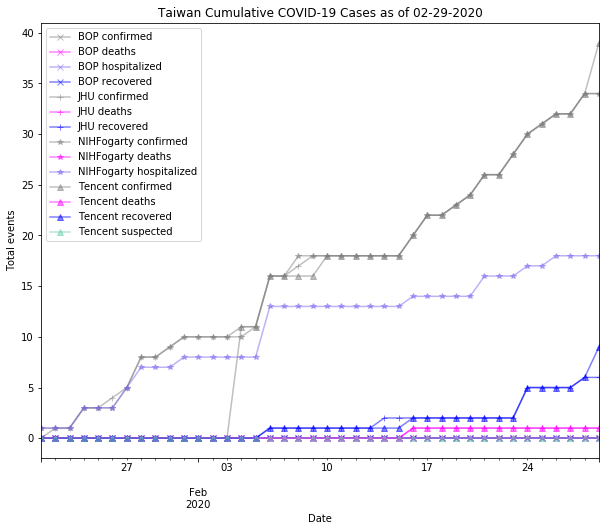 Taiwan Cumulative COVID-19 Cases as of 02-29-2020
BOP confirmed
BOP deaths
BOP hospitalized
BOP recovered
JHU confirmed
JHU deaths
JHU recovered
NIHFogarty confirmed
NIHFogarty deaths
NIHFogarty hospitalized
Tencent confirmed
Tencent deaths
Tencent recovered
Tencent suspected
Total events
40
35
30
25
20
15
10
5
0
27
03
10
17
24
Feb
2020
Date